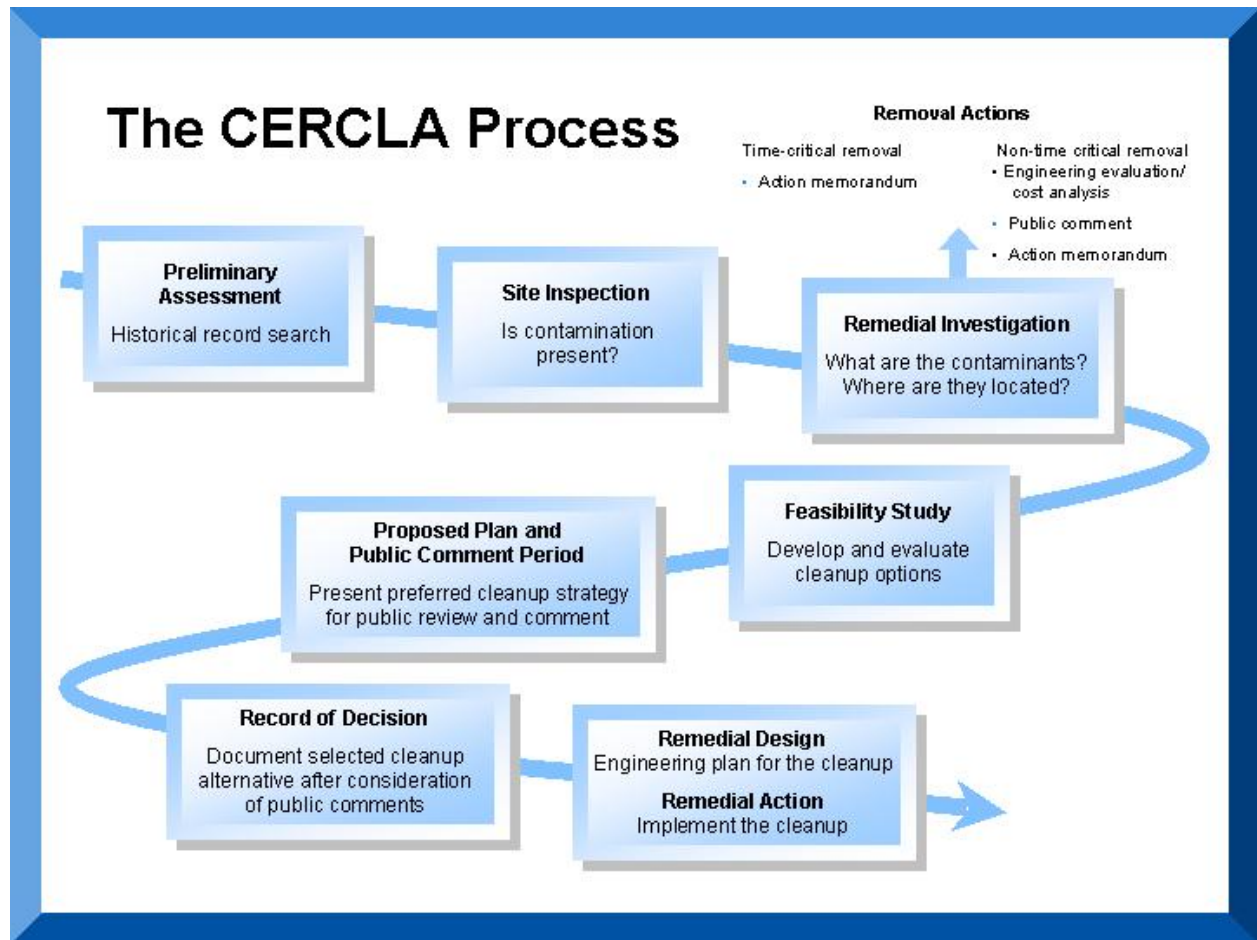 The CERCLA Process
Removal Actions
Time-critical removal
• Action memorandum
Non-time critical removal
• Engineering evaluation/
cost analysis
• Public comment
• Action memorandum
Preliminary
Assessment
Historical record search
Site Inspection
Is contamination
present?
Remedial Investigation
What are the contaminants?
Where are they located?
Feasibility Study
Develop and evaluate
cleanup options
Proposed Plan and
Public Comment Period
Present preferred cleanup strategy
for public review and comment
Record of Decision
Document selected cleanup
alternative after consideration
of public comments
Remedial Design
Engineering plan for the cleanup
Remedial Action
Implement the cleanup